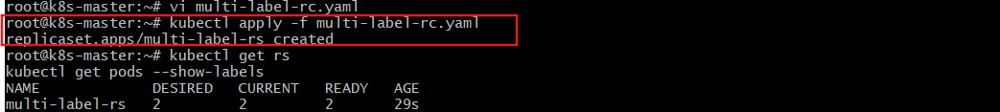 root@k8s-master:~# vi multi-label-rc.yaml
root@k8s-master:~# kubectl apply -f multi-label-rc.yaml
replicaset.apps/multi-label-rs created
root@k8s-master:~# kubectl get rs
kubectl get pods --show-labels
NAME             DESIRED   CURRENT   READY   AGE
multi-label-rs   2         2         2       29s